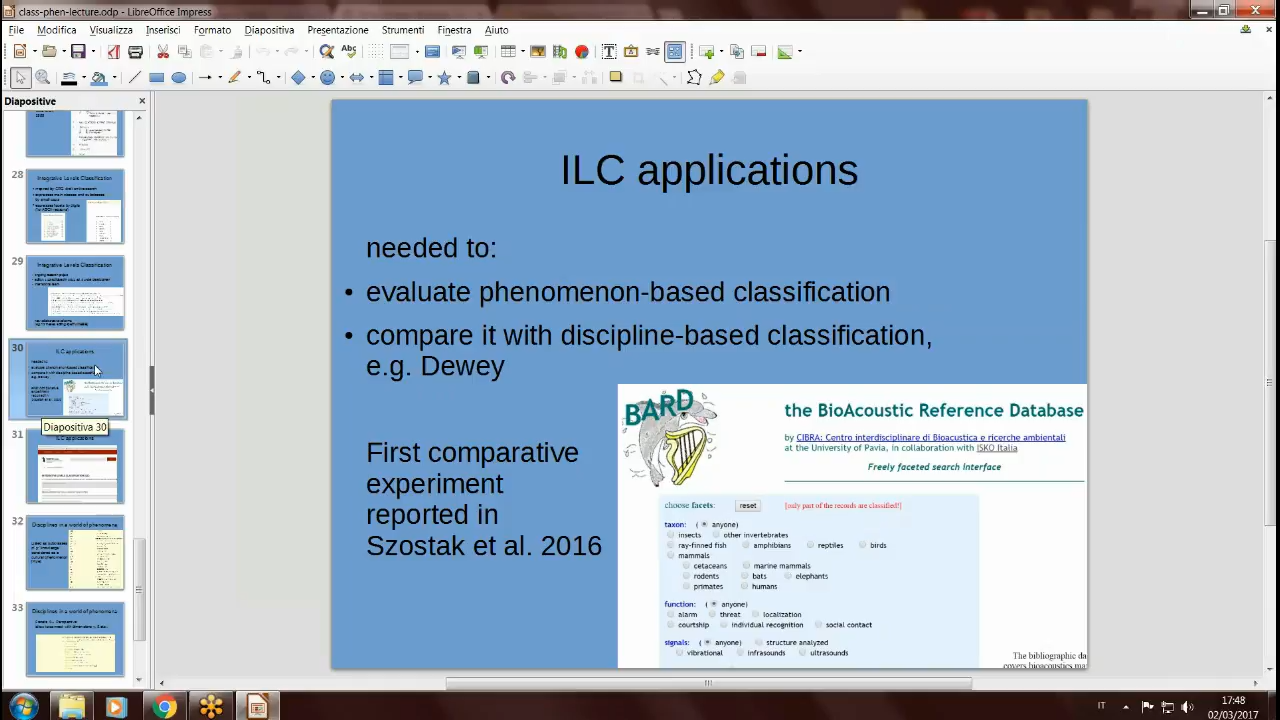 class-phen-lecture.odp - LibreOffice Impress
File Modifica Visualizza Inserisci Formato Diapositiva Presentazione Strumenti Finestra Aiuto
Diapositive
28
Integrative Levels Classification
29
Integrative Levels Classification
30
ILC applications
Diapositiva 30
31
ILC applications
32
Disciplines in a world of phenomena
33
Disciplines in a world of phenomena
ILC applications
needed to:
• evaluate phenomenon-based classification
• compare it with discipline-based classification,
e.g. Dewey
First comparative
experiment
reported in
Szostak et al. 2016
BARD
the BioAcoustic Reference Database
by CIBRA: Centro interdisciplinare di Bioacustica e ricerche ambientali
at the University of Pavia, in collaboration with ISKO Italia
Freely faceted search interface
choose facets: reset [only part of the records are classified!]
taxon: ( anyone)
insects other invertebrates
ray-finned fish amphibians reptiles birds
mammals
cetaceans marine mammals
rodents bats elephants
primates humans
function: ( anyone)
alarm threat localization
courtship individual recognition social contact
signals: ( anyone) structure analyzed
vibrational infrasounds ultrasounds
The bibliographic da
covers bioacoustics ma
IT
17:48
02/03/2017